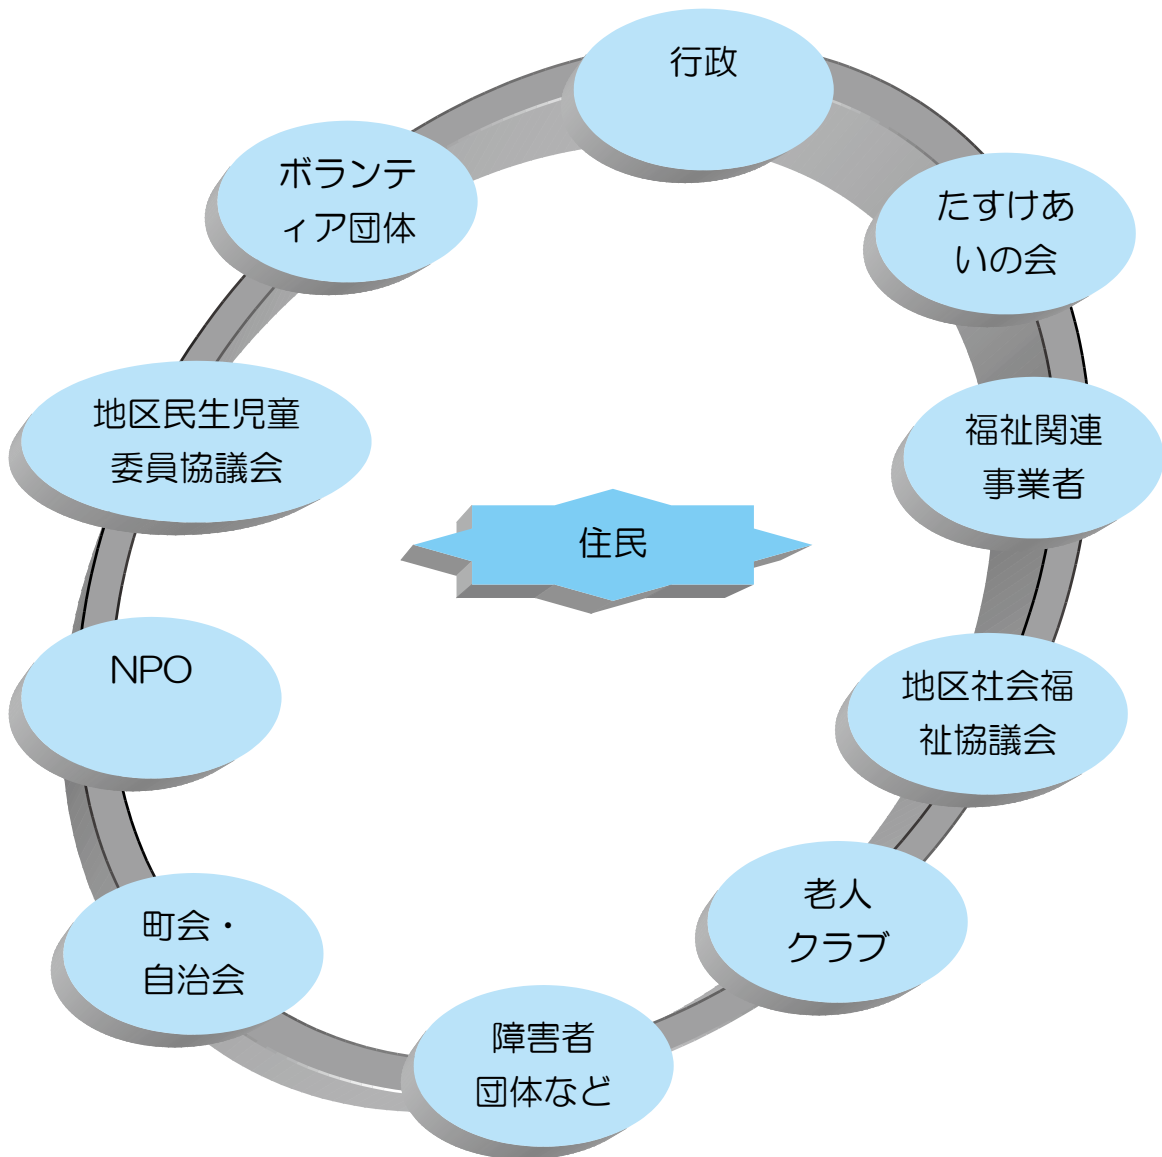 行政
ボランテ
ィア団体
たすけあ
いの会
地区民生児童
委員協議会
福祉関連
事業者
住民
NPO
地区社会福
祉協議会
老人
クラブ
町会・
自治会
障害者
団体など